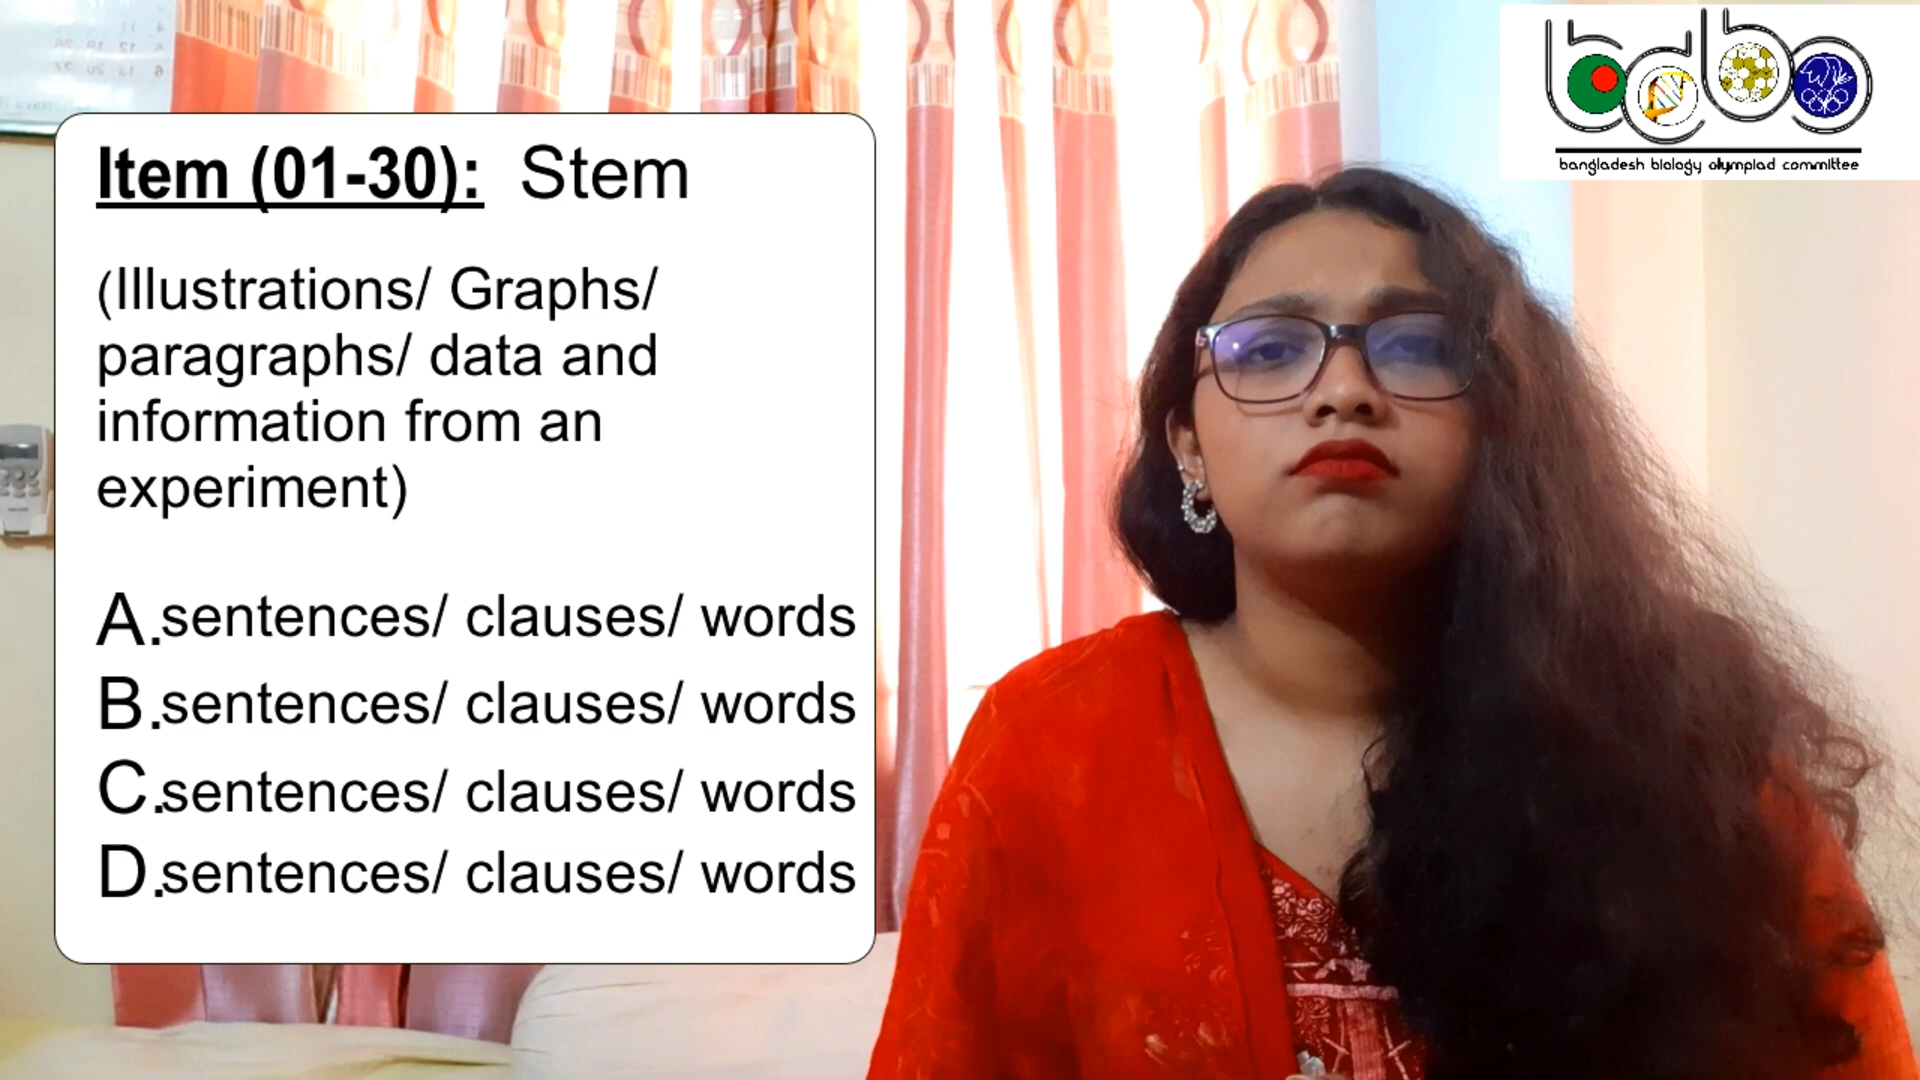 Item (01-30): Stem
(Illustrations/ Graphs/
paragraphs/ data and
information from an
experiment)
A.sentences/ clauses/ words
B.sentences/ clauses/ words
C.sentences/ clauses/ words
D.sentences/ clauses/ words
bdbo
bangladesh biology olympiad committee